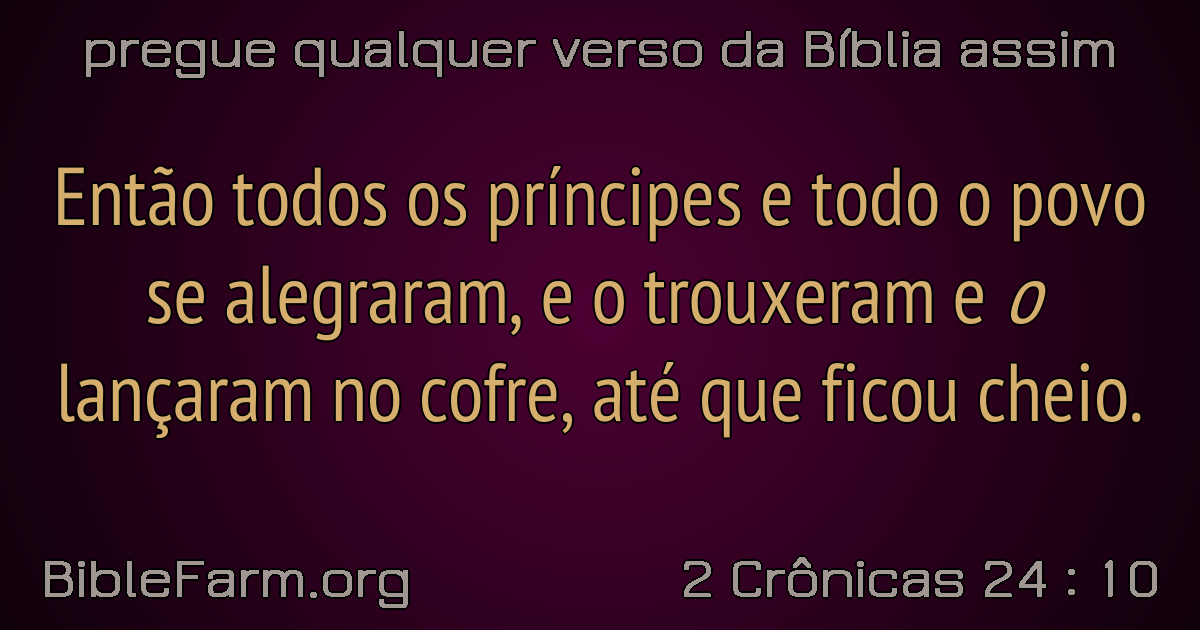 pregue qualquer verso da Bíblia assim
Então todos os príncipes e todo o povo
se alegraram, e o trouxeram e o
lançaram no cofre, até que ficou cheio.
BibleFarm.org
2 Crônicas 24 : 10